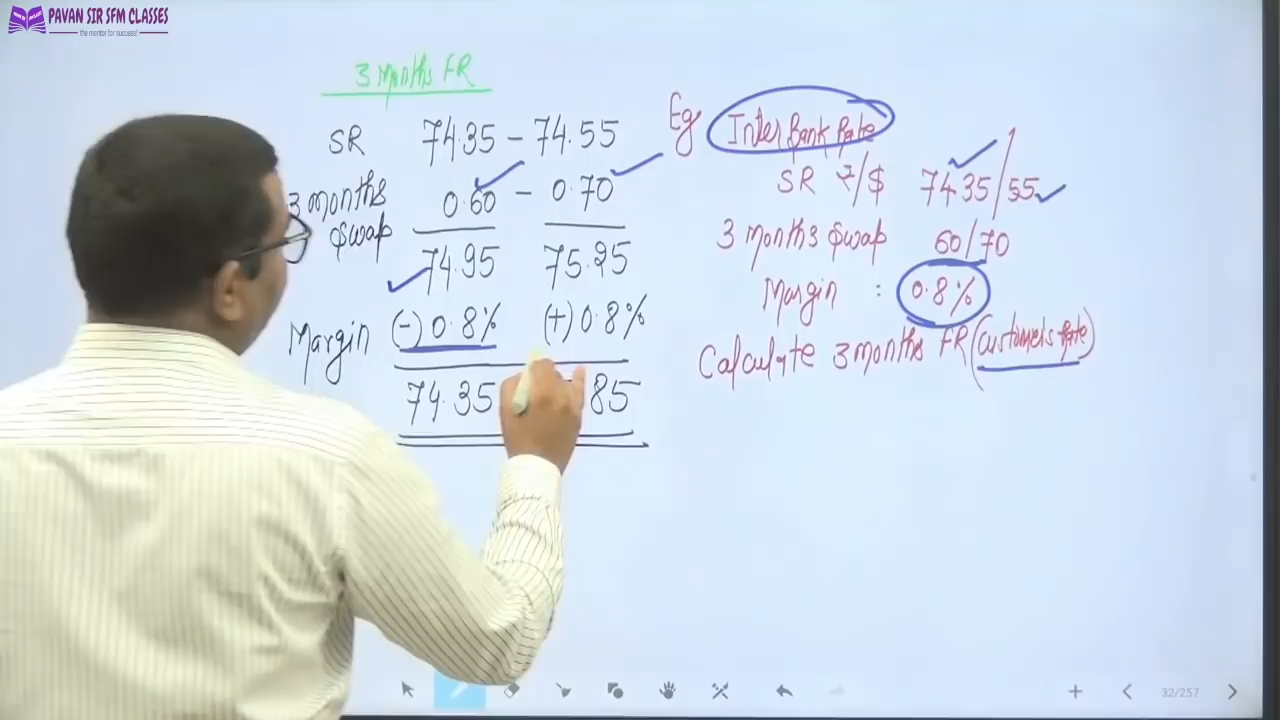 PAVAN SIR SFM CLASSES
the mentor for success!
3 Months FR
SR 74.35 – 74.55
3 months 0.60 – 0.70
Swap
74.95 75.25
Margin (-) 0.8% (+) 0.8%
74.35 85
Eg Inter Bank Rate
SR ₹/$ 74.35/55
3 months Swap 60/70
Margin : 0.8%
Calculate 3 months FR (Customer's Rate)
32/257